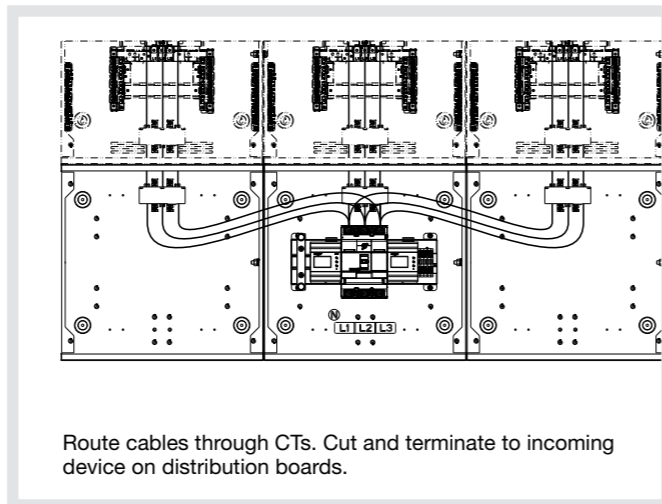 N
L1 L2 L3
Route cables through CTs. Cut and terminate to incoming
device on distribution boards.